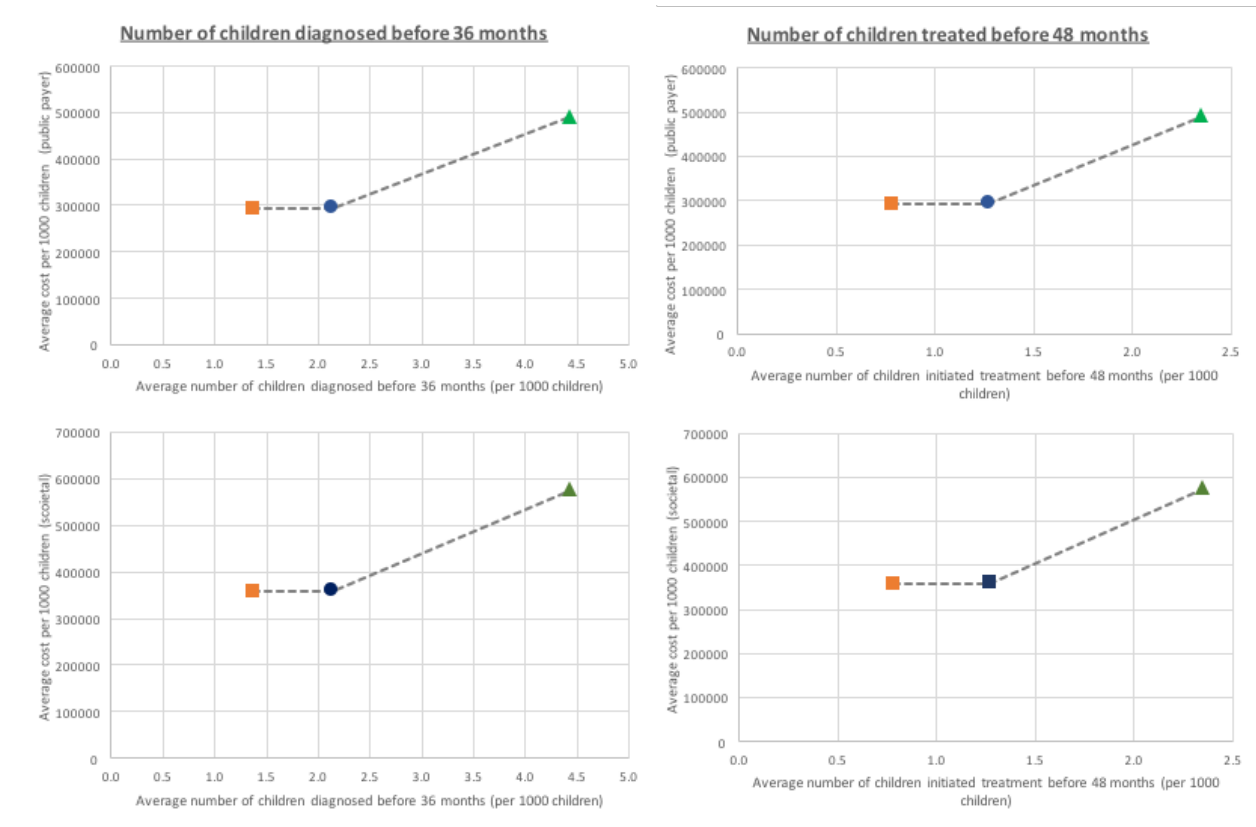 Number of children diagnosed before 36 months
Average cost per 1000 children (public payer)
600000
500000
400000
300000
200000
100000
0
0.0 0.5 1.0 1.5 2.0 2.5 3.0 3.5 4.0 4.5 5.0
Average number of children diagnosed before 36 months (per 1000 children)
Number of children treated before 48 months
Average cost per 1000 children (public payer)
600000
500000
400000
300000
200000
100000
0
0.0 0.5 1.0 1.5 2.0 2.5
Average number of children initiated treatment before 48 months (per 1000
children)
Average cost per 1000 children (scoietal)
700000
600000
500000
400000
300000
200000
100000
0
0.0 0.5 1.0 1.5 2.0 2.5 3.0 3.5 4.0 4.5 5.0
Average number of children diagnosed before 36 months (per 1000 children)
Average cost per 1000 children (societal)
700000
600000
500000
400000
300000
200000
100000
0
0.0 0.5 1.0 1.5 2.0 2.5
Average number of children initiated treatment before 48 months (per 1000
children)